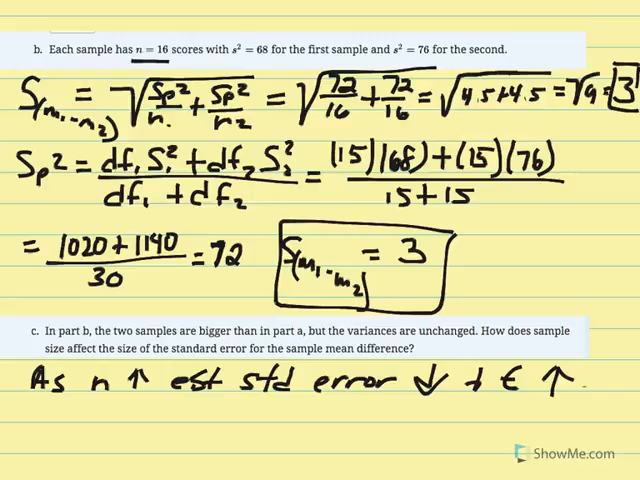 b. Each sample has n = 16 scores with s² = 68 for the first sample and s² = 76 for the second.
S(m₁-m₂) = √(Sp²/n₁ + Sp²/n₂) = √(72/16 + 72/16) = √(4.5+4.5) = √9 = 3
Sp² = (df₁ S₁² + df₂ S₂²)/(df₁ + df₂) = ((15)(68) + (15)(76))/(15 + 15)
= (1020 + 1140)/30 = 72 S(m₁-m₂) = 3
c. In part b, the two samples are bigger than in part a, but the variances are unchanged. How does sample
size affect the size of the standard error for the sample mean difference?
As n ↑ est std error ↓ + ↑
ShowMe.com